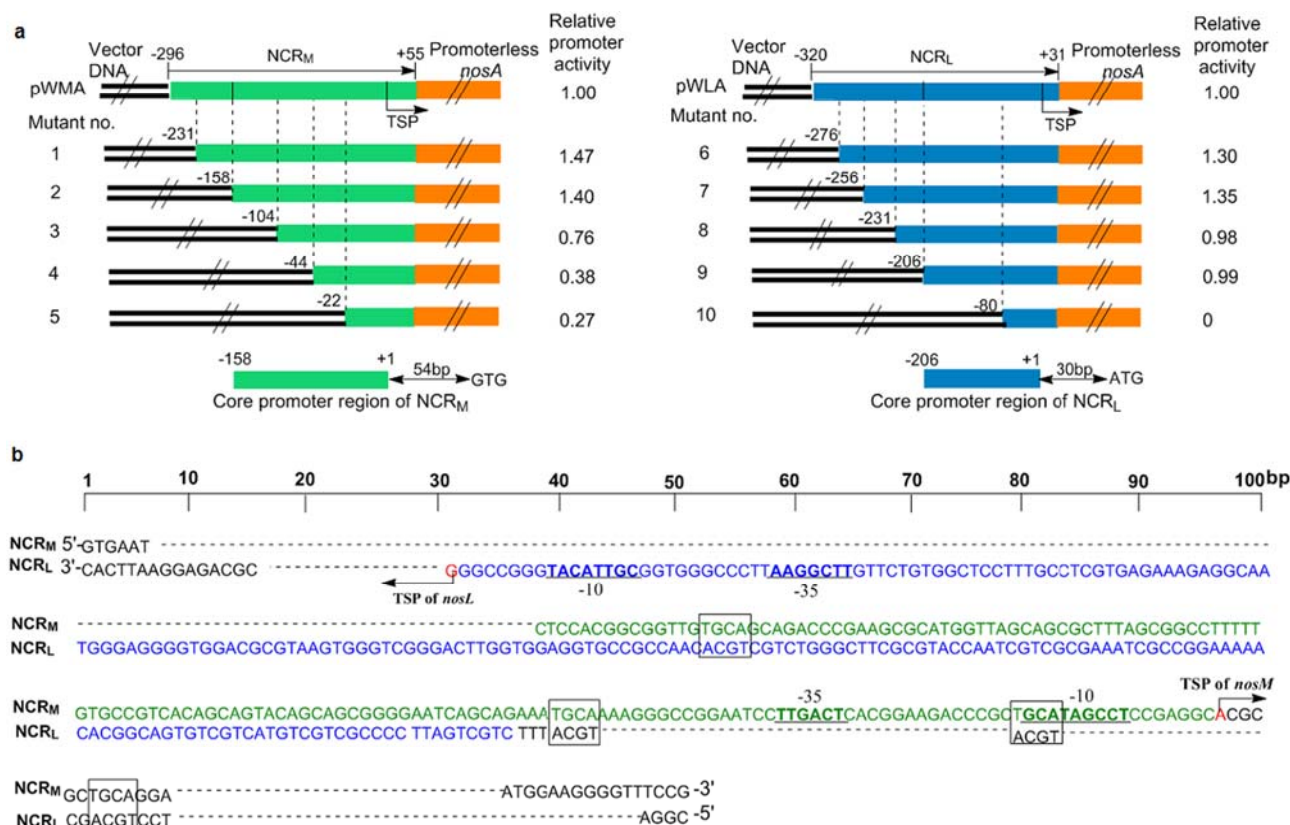 a
Vector DNA -296 NCRM +55 Promoterless nosA Relative promoter activity
pWMA TSP 1.00
Mutant no.
1 -231 1.47
2 -158 1.40
3 -104 0.76
4 -44 0.38
5 -22 0.27
-158 +1 54bp GTG
Core promoter region of NCRM
Vector DNA -320 NCRL +31 Promoterless nosA Relative promoter activity
pWLA TSP 1.00
Mutant no.
6 -276 1.30
7 -256 1.35
8 -231 0.98
9 -206 0.99
10 -80 0
-206 +1 30bp ATG
Core promoter region of NCRL
b
1 10 20 30 40 50 60 70 80 90 100bp
NCRM 5'-GTGAAT
NCRL 3'-CACTTAAGGAGACGC GGGCCGGGTACATTGCGGTGGGCCCTTAAGGCTTGTTCTGTGGCTCCTTTGCCTCGTGAGAAAGAGGCAA
TSP of nosL -10 -35
NCRM CTCCACGGCGGTTGTGCAGCAGACCCGAAGCGCATGGTTAGCAGCGCTTTAGCGGCCTTTTT
NCRL TGGGAGGGGTGGACGCGTAAGTGGGTCGGGACTTGGTGGAGGTGCCGCCAACACGTCGTCTGGGCTTCGCGTACCAATCGTCGCGAAATCGCCGGAAAAA
-35 -10 TSP of nosM
NCRM GTGCCGTCACAGCAGTACAGCAGCGGGGAATCAGCAGAAATGCAAAAGGGCCGGAATCCTTGACTCACGGAAGACCCGCTGCATAGCCTCCGAGGCACGC
NCRL CACGGCAGTGTCGTCATGTCGTCGCCCC TTAGTCGTCTTTACGT ACGT
NCRM GCTGCAGGA ATGGAAGGGGTTTCCG -3'
NCRL CGACGTCCT AGGC -5'